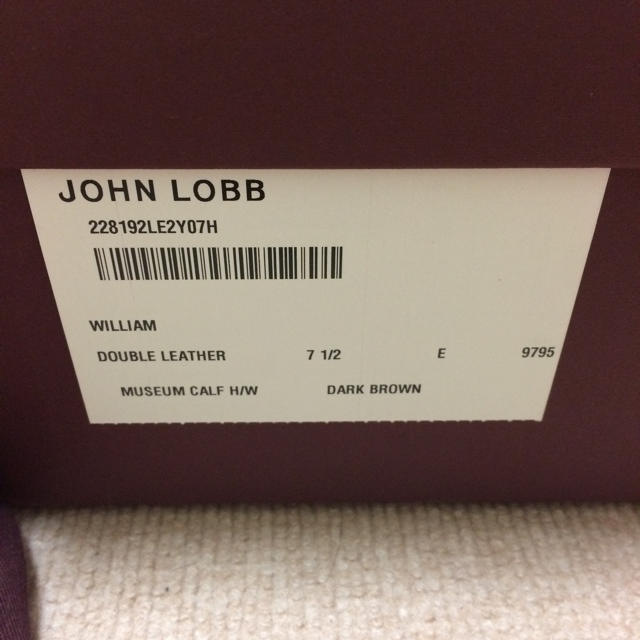 JOHN LOBB
228192LE2Y07H
WILLIAM
DOUBLE LEATHER 7 1/2 E 9795
MUSEUM CALF H/W DARK BROWN